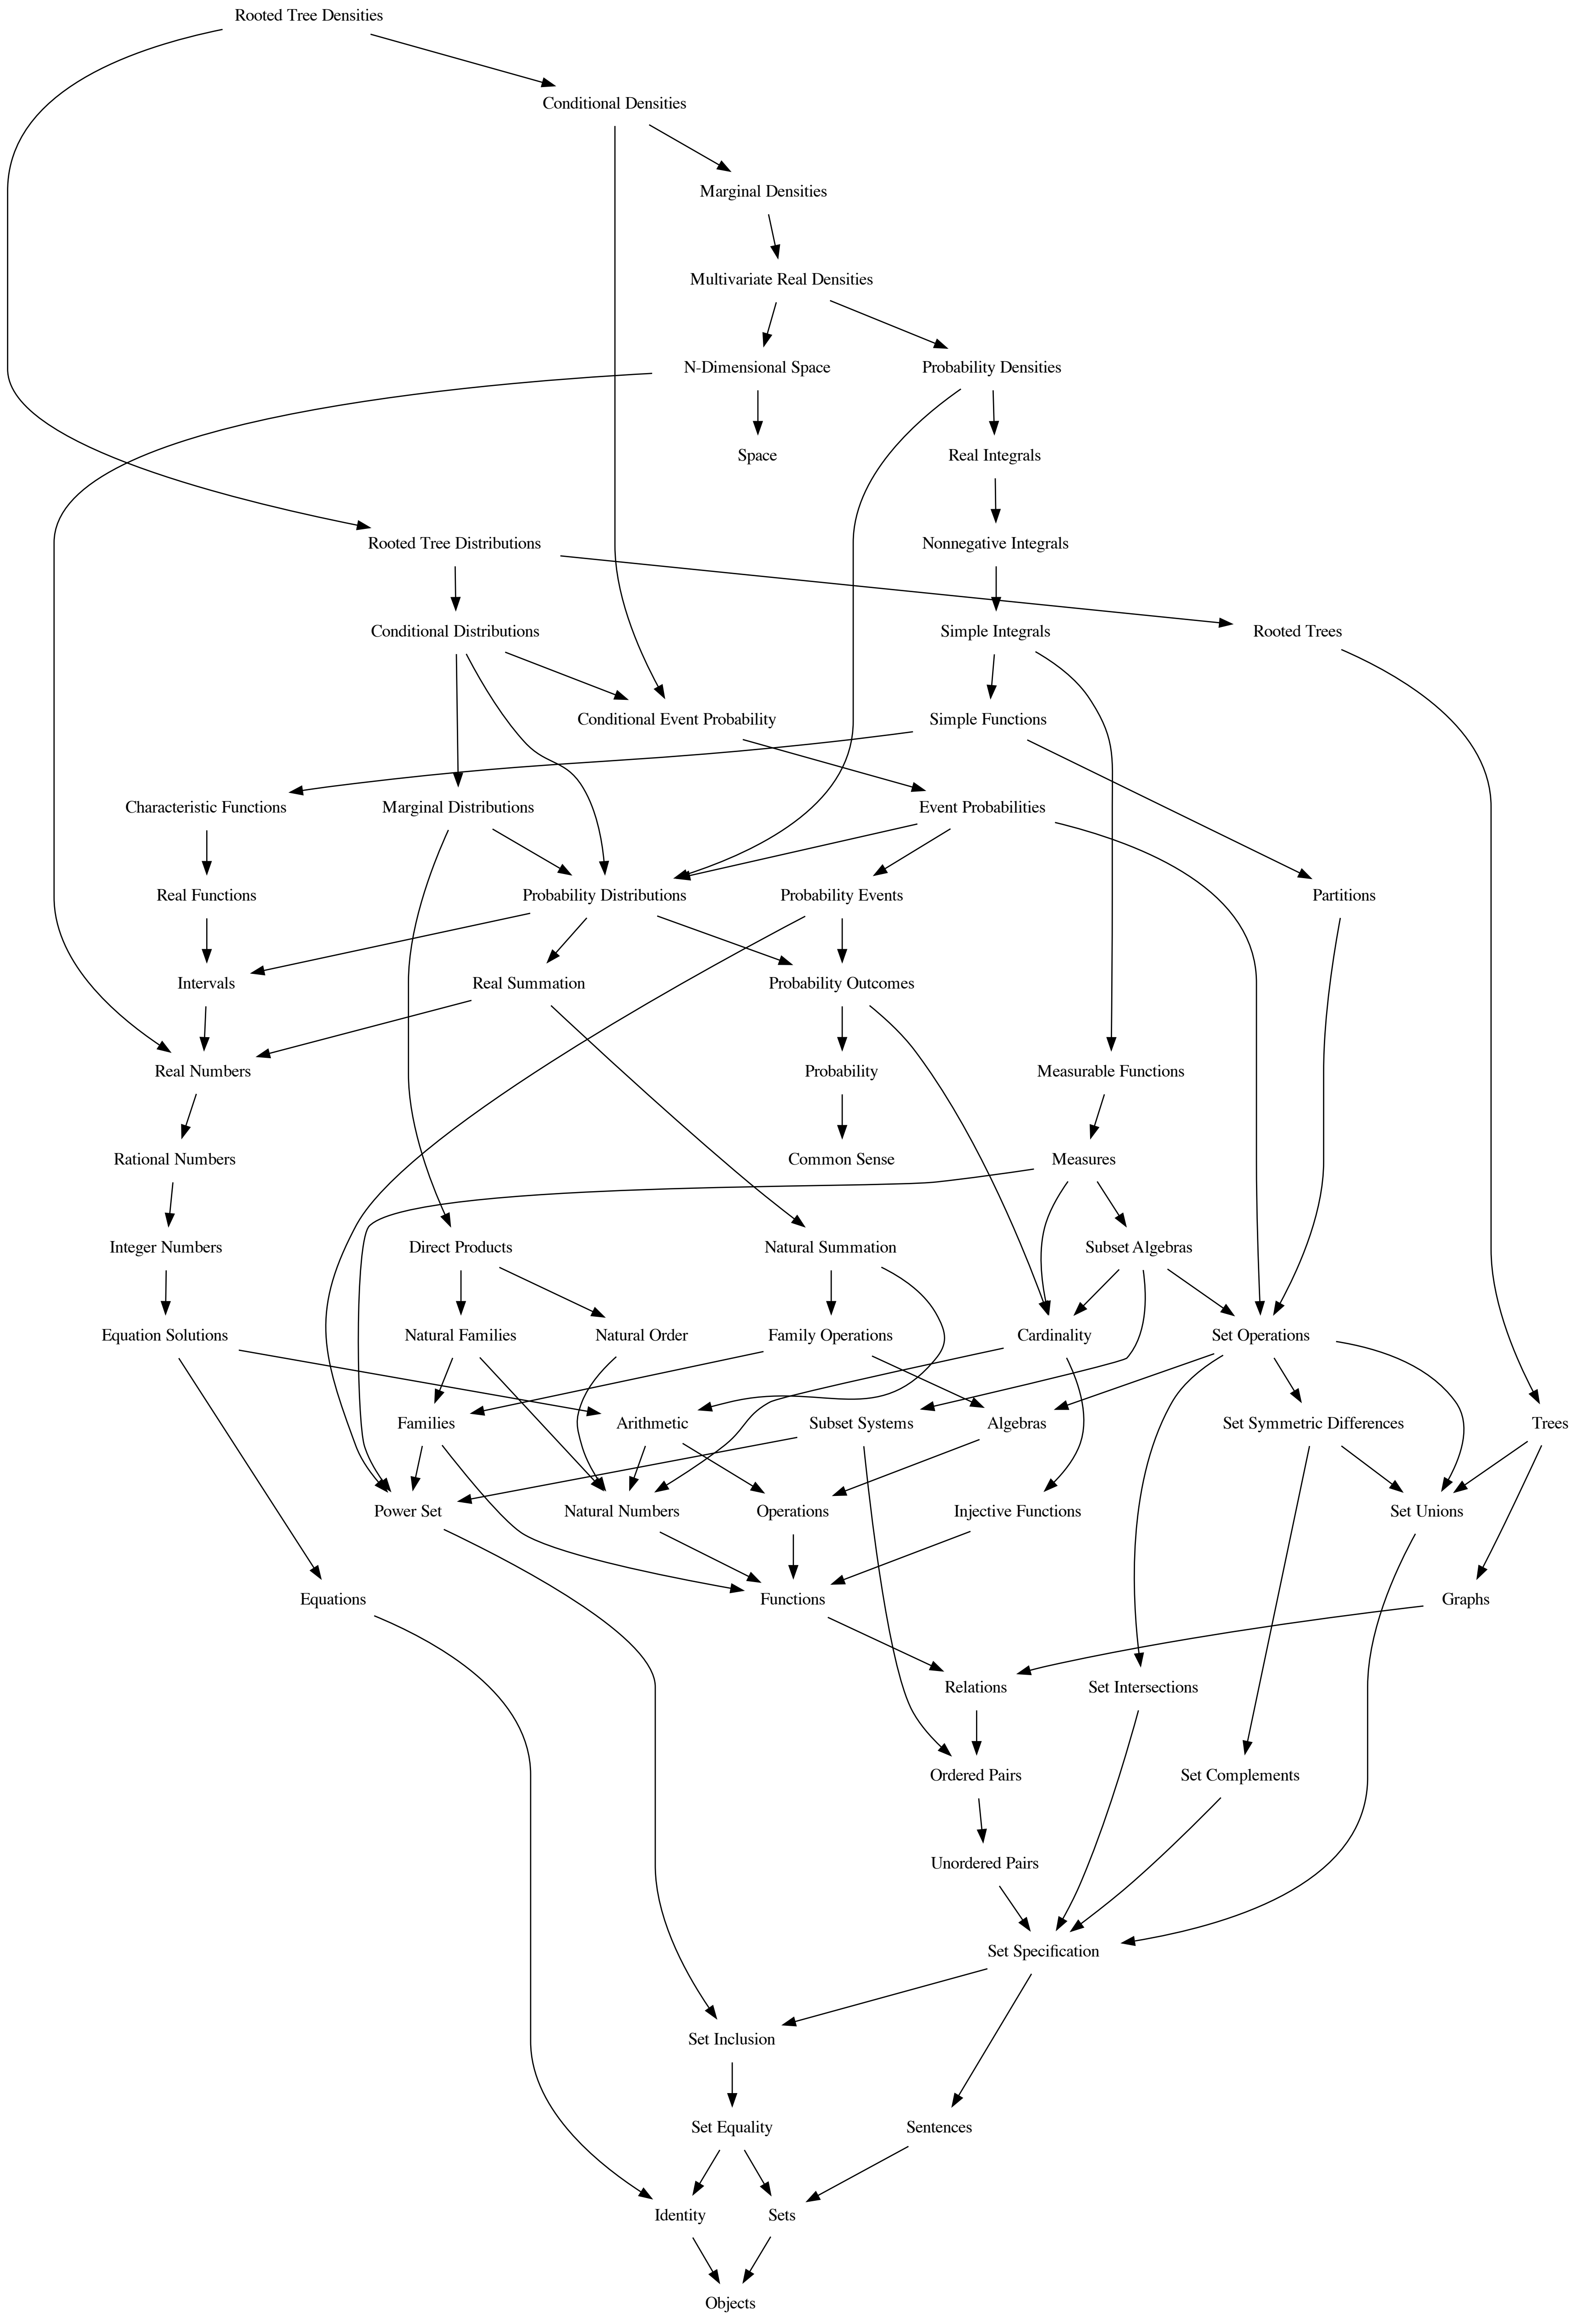 Rooted Tree Densities
Conditional Densities
Marginal Densities
Multivariate Real Densities
N-Dimensional Space
Probability Densities
Space
Real Integrals
Rooted Tree Distributions
Nonnegative Integrals
Conditional Distributions
Simple Integrals
Rooted Trees
Conditional Event Probability
Simple Functions
Characteristic Functions
Marginal Distributions
Event Probabilities
Real Functions
Probability Distributions
Probability Events
Partitions
Intervals
Real Summation
Probability Outcomes
Real Numbers
Probability
Measurable Functions
Rational Numbers
Common Sense
Measures
Integer Numbers
Direct Products
Natural Summation
Subset Algebras
Equation Solutions
Natural Families
Natural Order
Family Operations
Cardinality
Set Operations
Families
Arithmetic
Subset Systems
Algebras
Set Symmetric Differences
Trees
Power Set
Natural Numbers
Operations
Injective Functions
Set Unions
Equations
Functions
Graphs
Relations
Set Intersections
Ordered Pairs
Set Complements
Unordered Pairs
Set Specification
Set Inclusion
Set Equality
Sentences
Identity
Sets
Objects